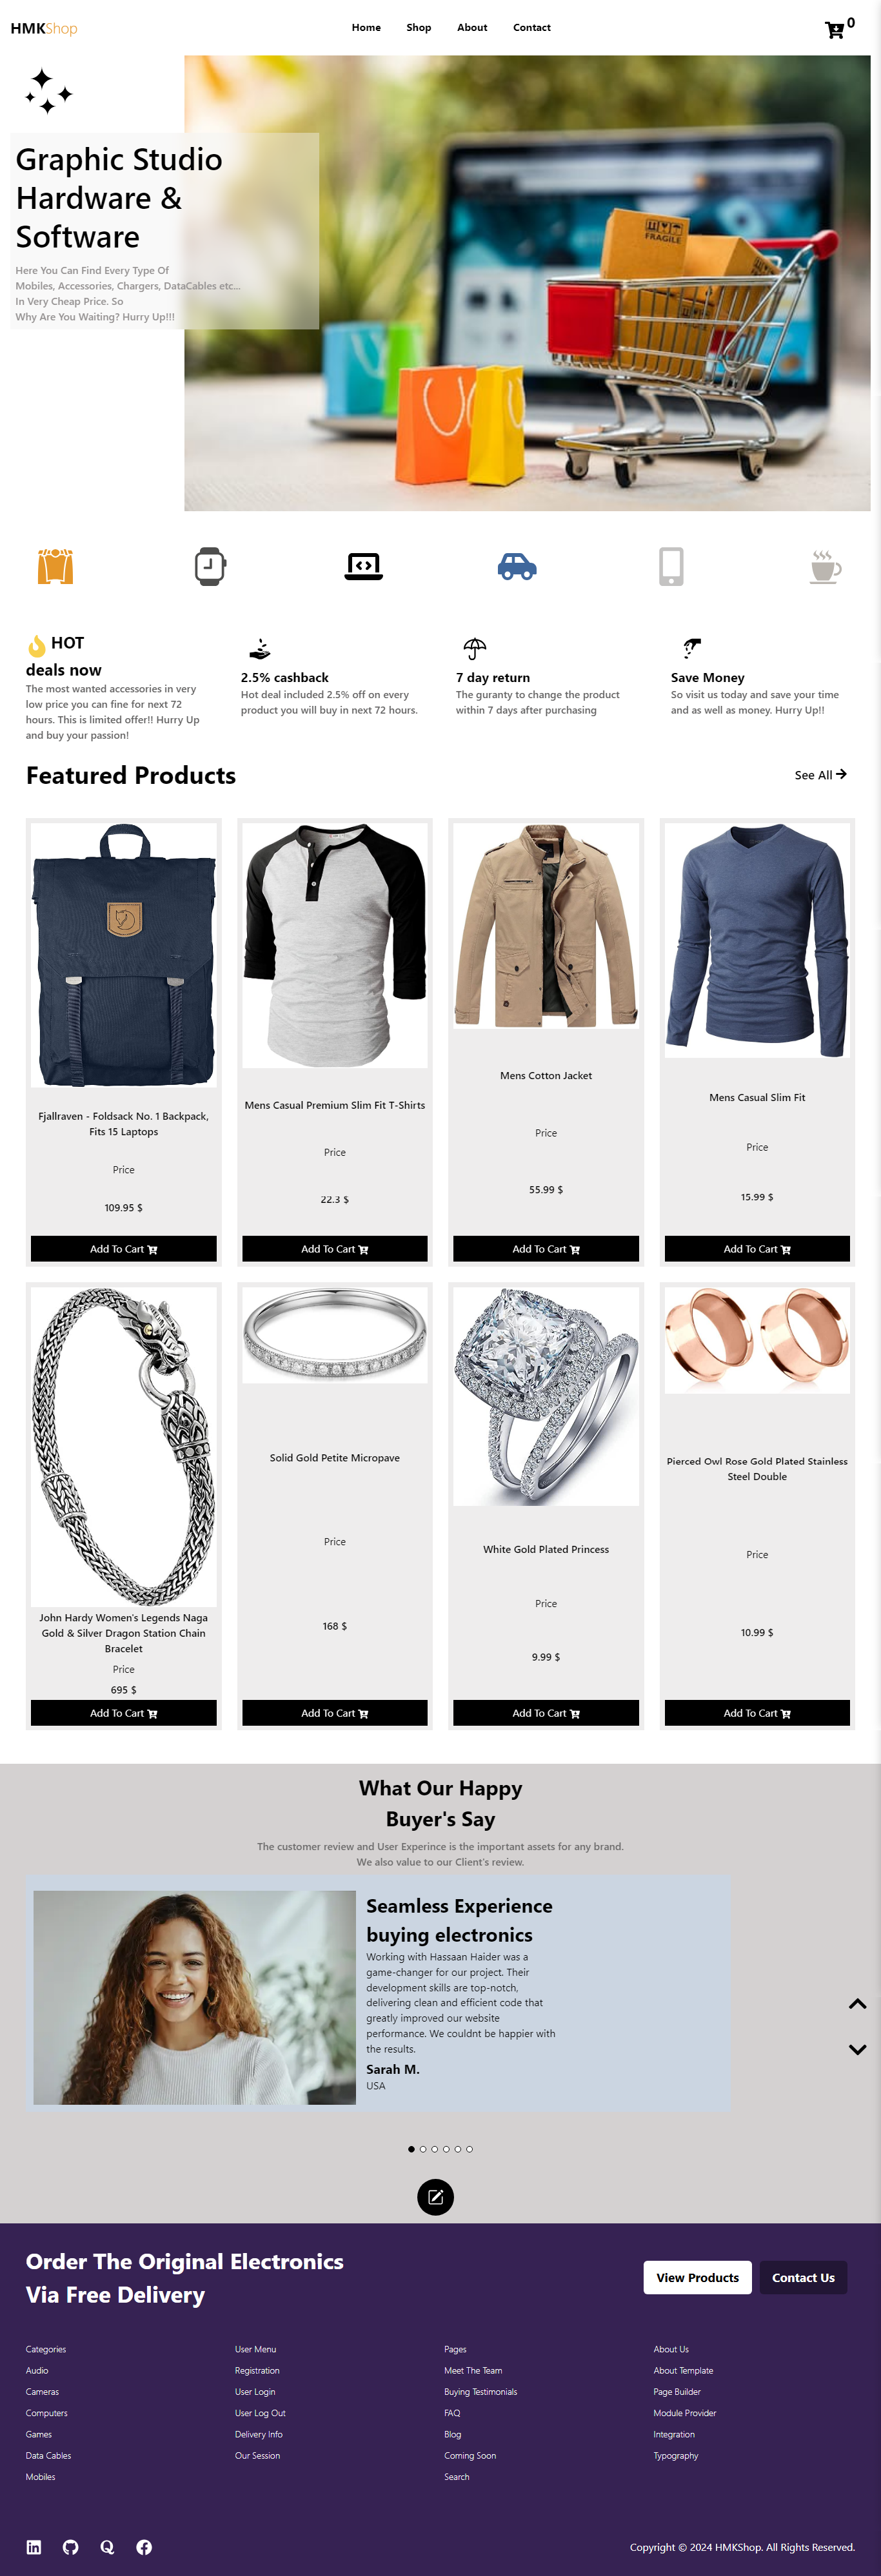 HMKShop
Home
Shop
About
Contact
0
Graphic Studio
Hardware &
Software
Here You Can Find Every Type Of
Mobiles, Accessories, Chargers, DataCables etc...
In Very Cheap Price. So
Why Are You Waiting? Hurry Up!!!
FRAGILE
HOT
deals now
The most wanted accessories in very
low price you can fine for next 72
hours. This is limited offer!! Hurry Up
and buy your passion!
2.5% cashback
Hot deal included 2.5% off on every
product you will buy in next 72 hours.
7 day return
The guranty to change the product
within 7 days after purchasing
Save Money
So visit us today and save your time
and as well as money. Hurry Up!!
Featured Products
See All
Fjallraven - Foldsack No. 1 Backpack,
Fits 15 Laptops
Price
109.95 $
Add To Cart
Mens Casual Premium Slim Fit T-Shirts
Price
22.3 $
Add To Cart
Mens Cotton Jacket
Price
55.99 $
Add To Cart
Mens Casual Slim Fit
Price
15.99 $
Add To Cart
John Hardy Women's Legends Naga
Gold & Silver Dragon Station Chain
Bracelet
Price
695 $
Add To Cart
Solid Gold Petite Micropave
Price
168 $
Add To Cart
White Gold Plated Princess
Price
9.99 $
Add To Cart
Pierced Owl Rose Gold Plated Stainless
Steel Double
Price
10.99 $
Add To Cart
What Our Happy
Buyer's Say
The customer review and User Experince is the important assets for any brand.
We also value to our Client's review.
Seamless Experience
buying electronics
Working with Hassaan Haider was a
game-changer for our project. Their
development skills are top-notch,
delivering clean and efficient code that
greatly improved our website
performance. We couldnt be happier with
the results.
Sarah M.
USA
Order The Original Electronics
Via Free Delivery
View Products
Contact Us
Categories
Audio
Cameras
Computers
Games
Data Cables
Mobiles
User Menu
Registration
User Login
User Log Out
Delivery Info
Our Session
Pages
Meet The Team
Buying Testimonials
FAQ
Blog
Coming Soon
Search
About Us
About Template
Page Builder
Module Provider
Integration
Typography
Copyright © 2024 HMKShop. All Rights Reserved.